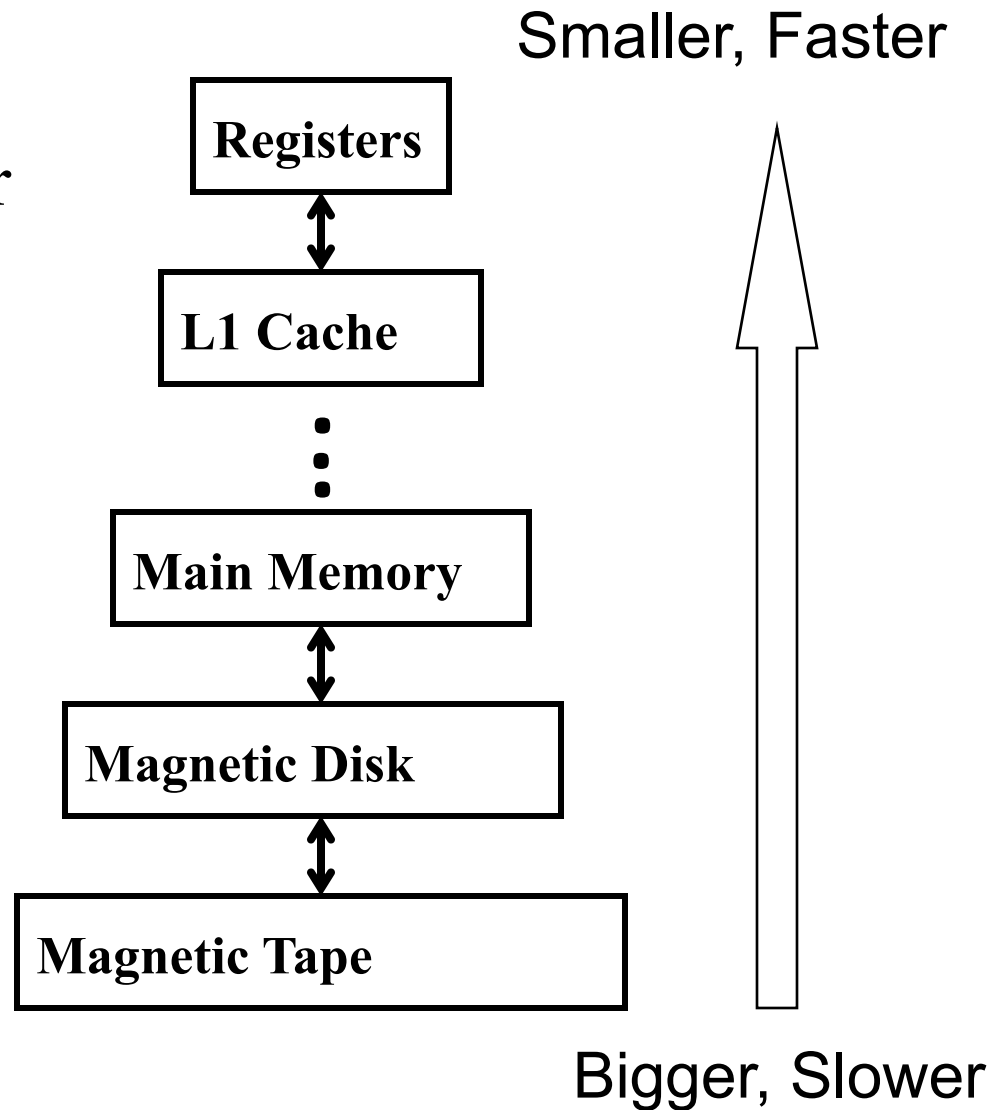 Smaller, Faster
Registers
r
L1 Cache
Main Memory
Magnetic Disk
Magnetic Tape
Bigger, Slower